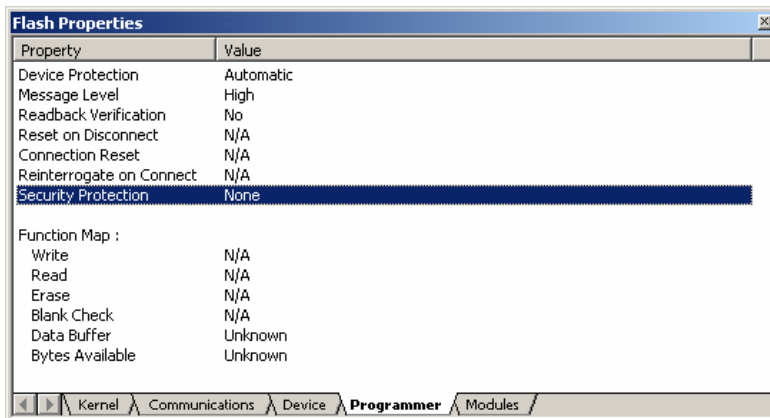 Flash Properties
Property Value
Device Protection Automatic
Message Level High
Readback Verification No
Reset on Disconnect N/A
Connection Reset N/A
Reinterrogate on Connect N/A
Security Protection None
Function Map :
Write N/A
Read N/A
Erase N/A
Blank Check N/A
Data Buffer Unknown
Bytes Available Unknown
Kernel Communications Device Programmer Modules